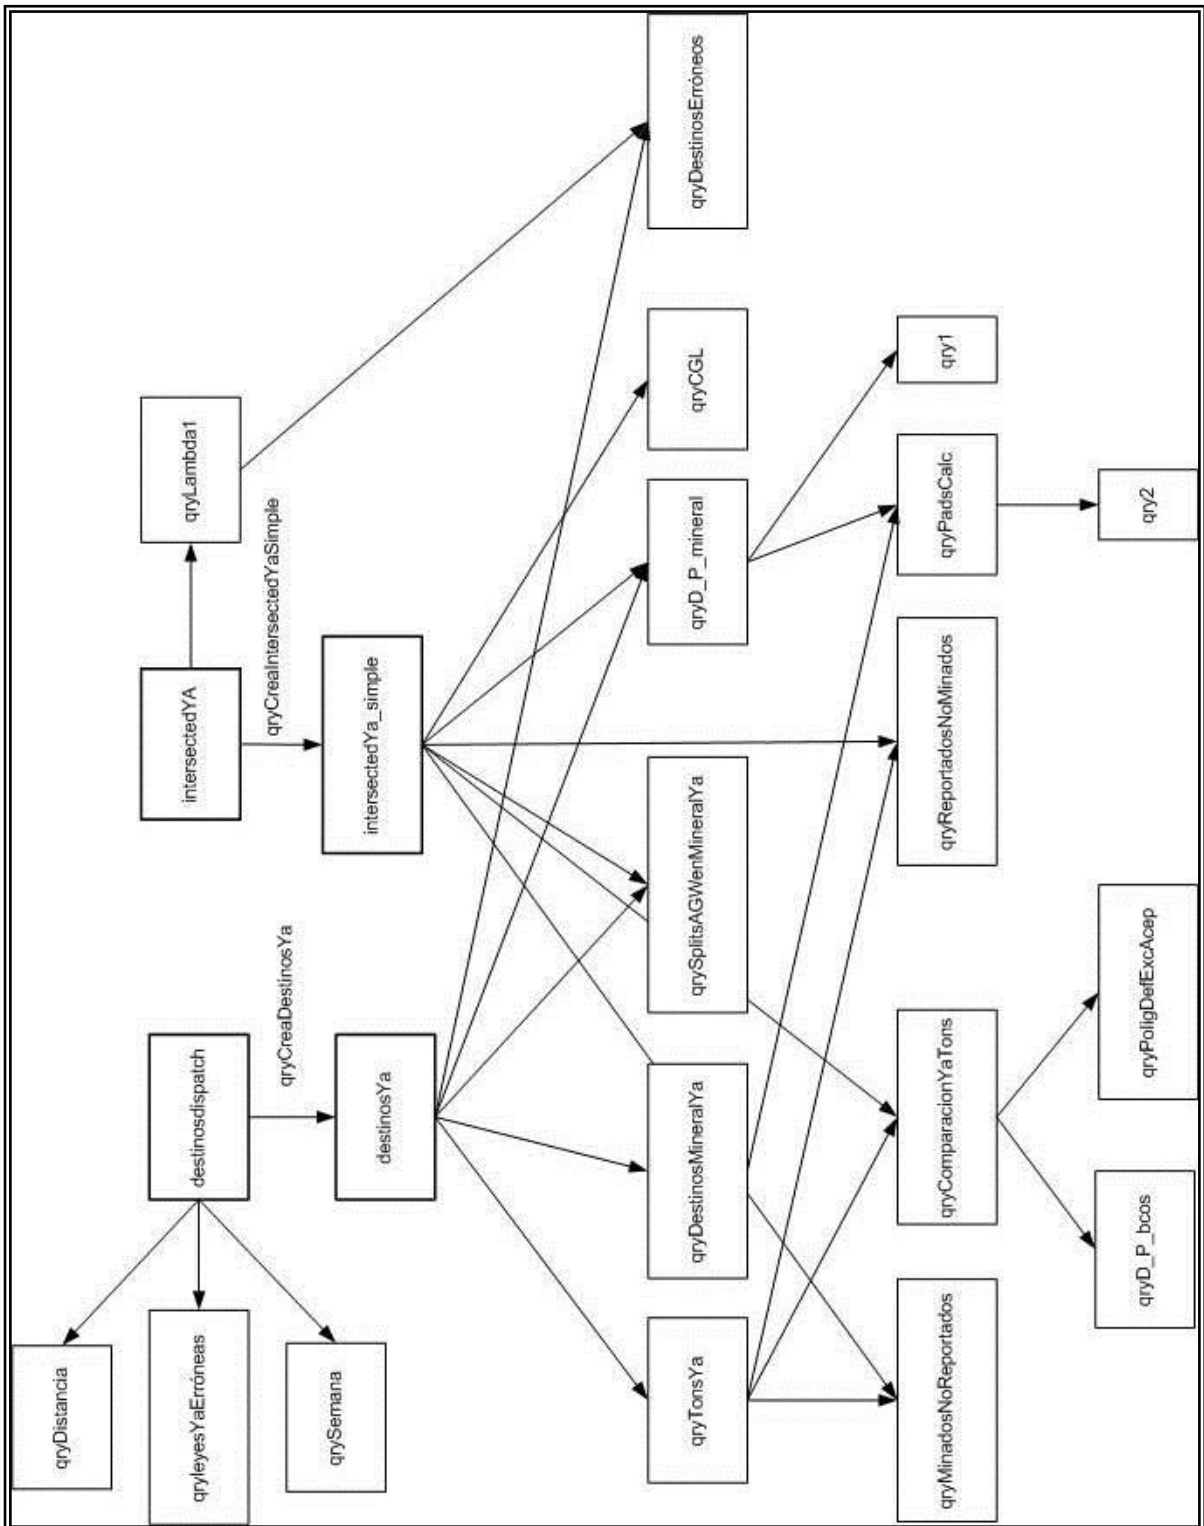 qryDistancia
qryleyesYaErróneas
qrySemana
destinosdispatch
intersectedYA
qryLambda1
qryCreaDestinosYa
qryCreaIntersectedYaSimple
destinosYa
intersectedYa_simple
qryTonsYa
qryDestinosMineralYa
qrySplitsAGWenMineralYa
qryD_P_mineral
qryCGL
qryDestinosErróneos
qryMinadosNoReportados
qryComparacionYaTons
qryReportadosNoMinados
qryPadsCalc
qry1
qryD_P_bcos
qryPoligDefExcAcep
qry2